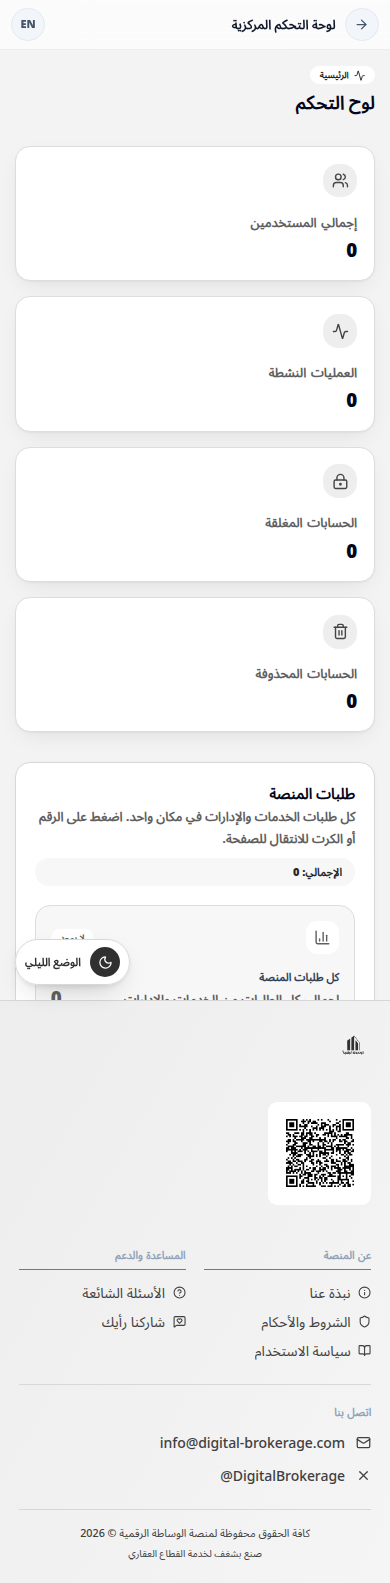 لوحة التحكم المركزية
EN
الرئيسية
لوح التحكم
إجمالي المستخدمين
0
العمليات النشطة
0
الحسابات المغلقة
0
الحسابات المحذوفة
0
طلبات المنصة
كل طلبات الخدمات والإدارات في مكان واحد. اضغط على الرقم
أو الكرت للانتقال للصفحة.
الإجمالي: 0
كل طلبات المنصة
الوضع الليلي
0
عن المنصة
نبذة عنا
الشروط والأحكام
سياسة الاستخدام
المساعدة والدعم
الأسئلة الشائعة
شاركنا رأيك
اتصل بنا
info@digital-brokerage.com
@DigitalBrokerage
كافة الحقوق محفوظة لمنصة الوساطة الرقمية © 2026
صنع بشغف لخدمة القطاع العقاري